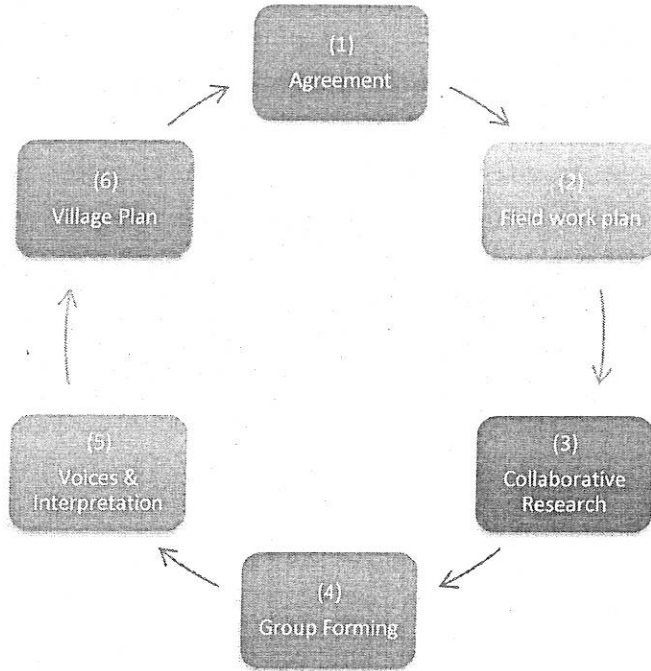 (1)
Agreement
(2)
Field work plan
(3)
Collaborative
Research
(4)
Group Forming
(5)
Voices &
Interpretation
(6)
Village Plan